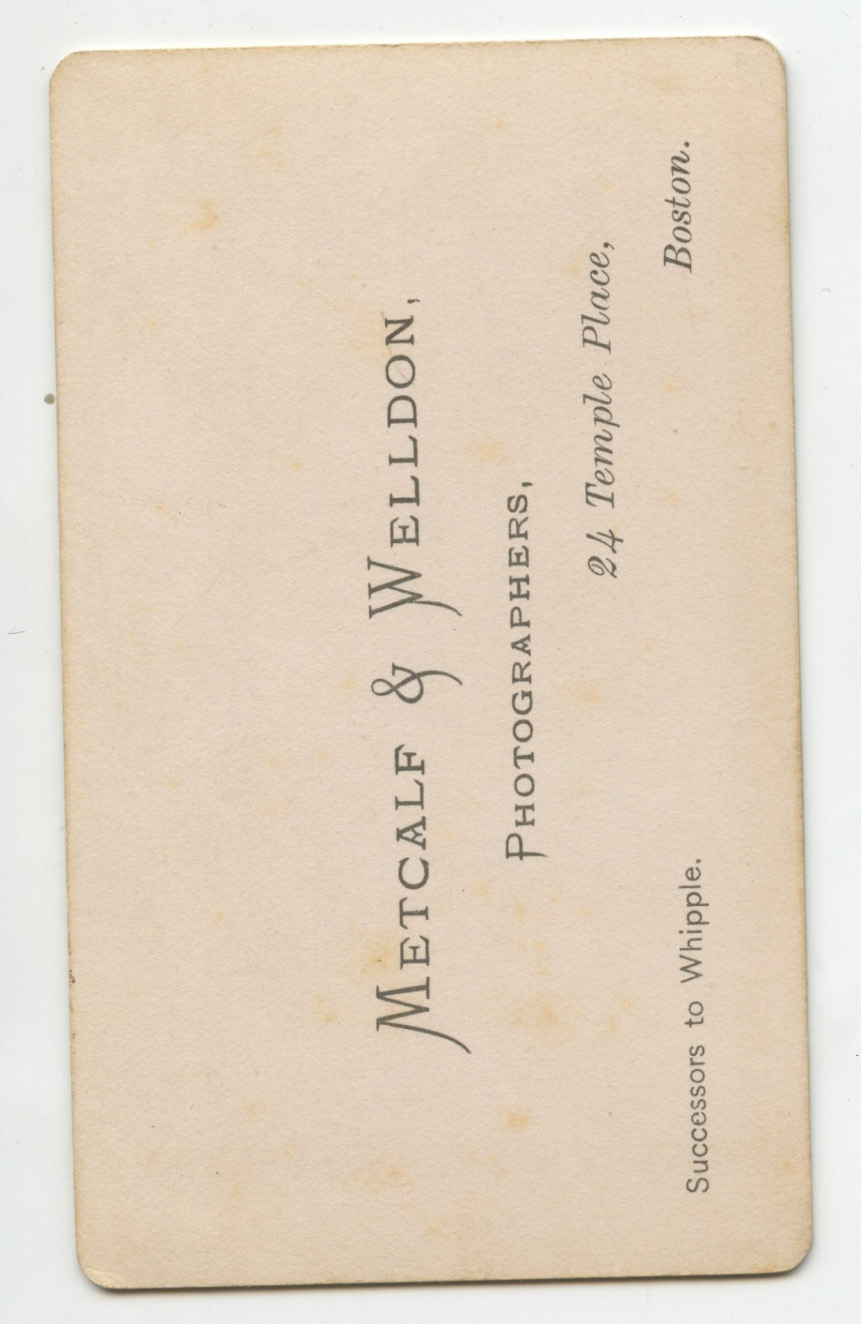 METCALF & WELLDON,
PHOTOGRAPHERS,
24 Temple Place,
Successors to Whipple. Boston.